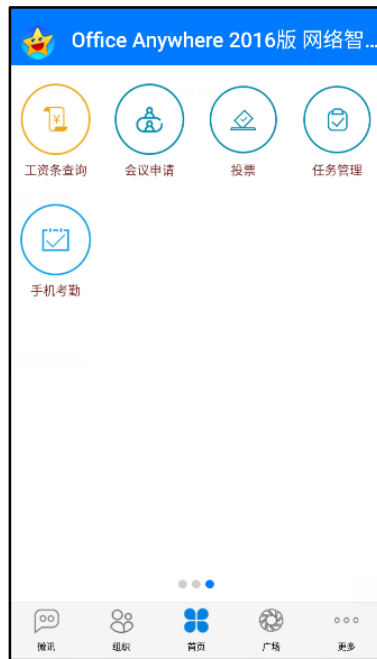 Office Anywhere 2016版 网络智...
工资条查询 会议申请 投票 任务管理
手机考勤
微讯 组织 首页 广场 更多